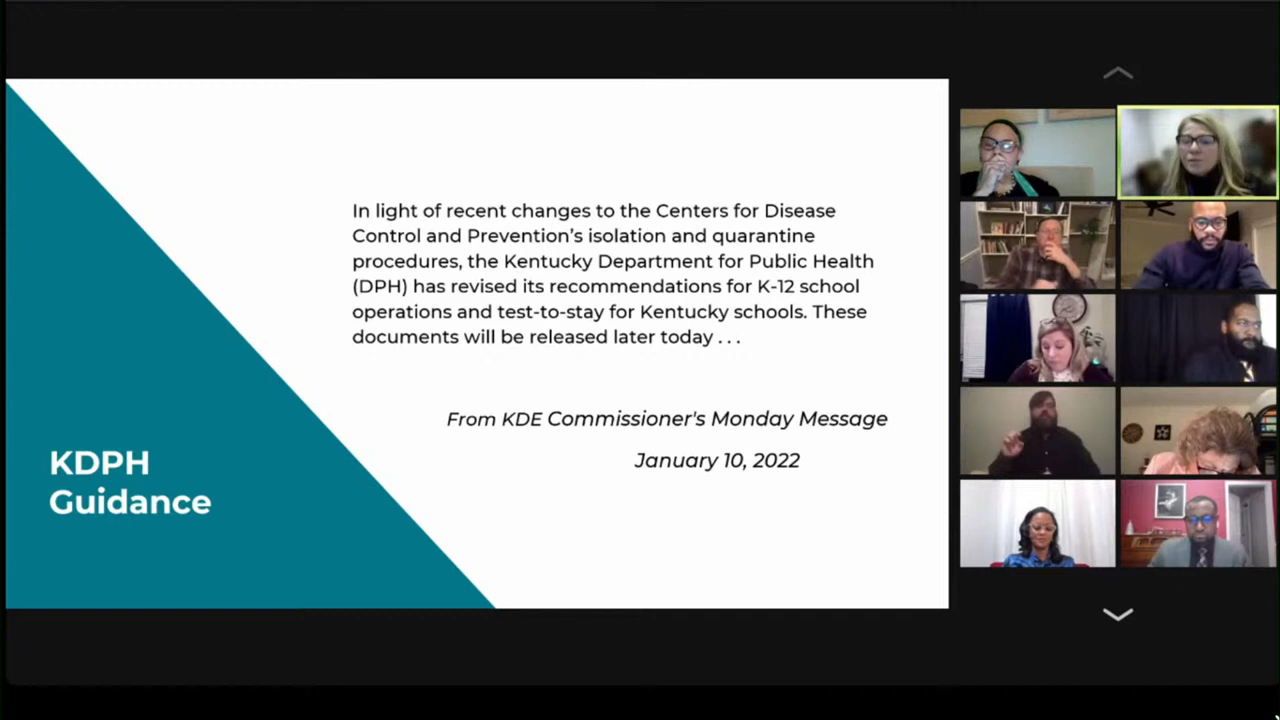 In light of recent changes to the Centers for Disease
Control and Prevention's isolation and quarantine
procedures, the Kentucky Department for Public Health
(DPH) has revised its recommendations for K-12 school
operations and test-to-stay for Kentucky schools. These
documents will be released later today . . .
From KDE Commissioner's Monday Message
January 10, 2022
KDPH
Guidance